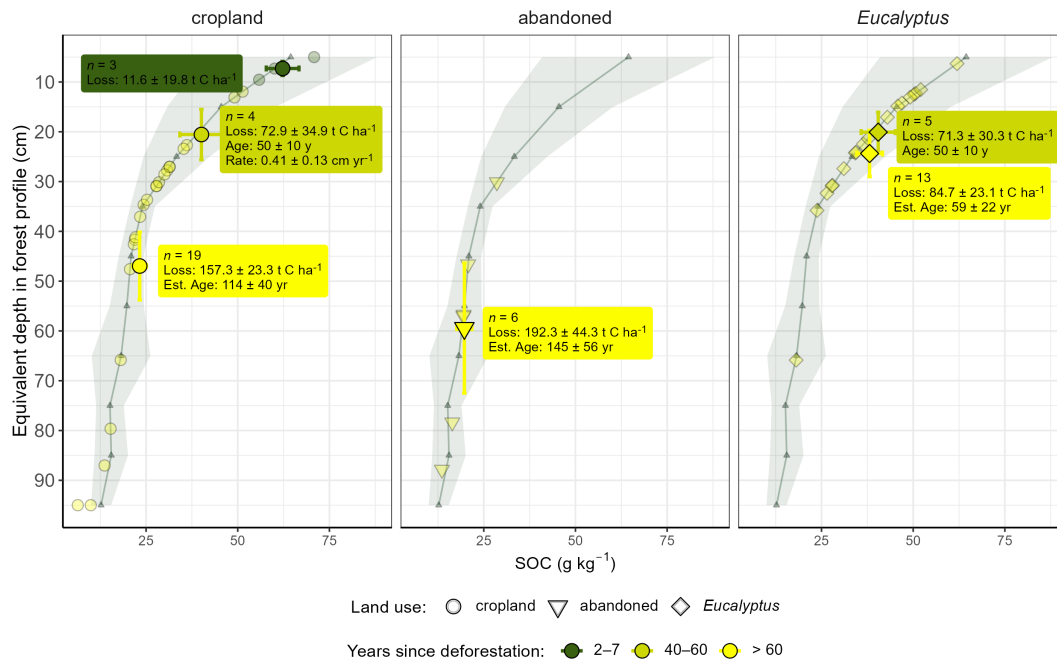 cropland
abandoned
Eucalyptus
Equivalent depth in forest profile (cm)
10
20
30
40
50
60
70
80
90
n = 3
Loss: 11.6 ± 19.8 t C ha⁻¹
n = 4
Loss: 72.9 ± 34.9 t C ha⁻¹
Age: 50 ± 10 y
Rate: 0.41 ± 0.13 cm yr⁻¹
n = 19
Loss: 157.3 ± 23.3 t C ha⁻¹
Est. Age: 114 ± 40 yr
n = 6
Loss: 192.3 ± 44.3 t C ha⁻¹
Est. Age: 145 ± 56 yr
n = 5
Loss: 71.3 ± 30.3 t C ha⁻¹
Age: 50 ± 10 y
n = 13
Loss: 84.7 ± 23.1 t C ha⁻¹
Est. Age: 59 ± 22 yr
25 50 75
25 50 75
25 50 75
SOC (g kg⁻¹)
Land use: cropland abandoned Eucalyptus
Years since deforestation: 2–7 40–60 > 60